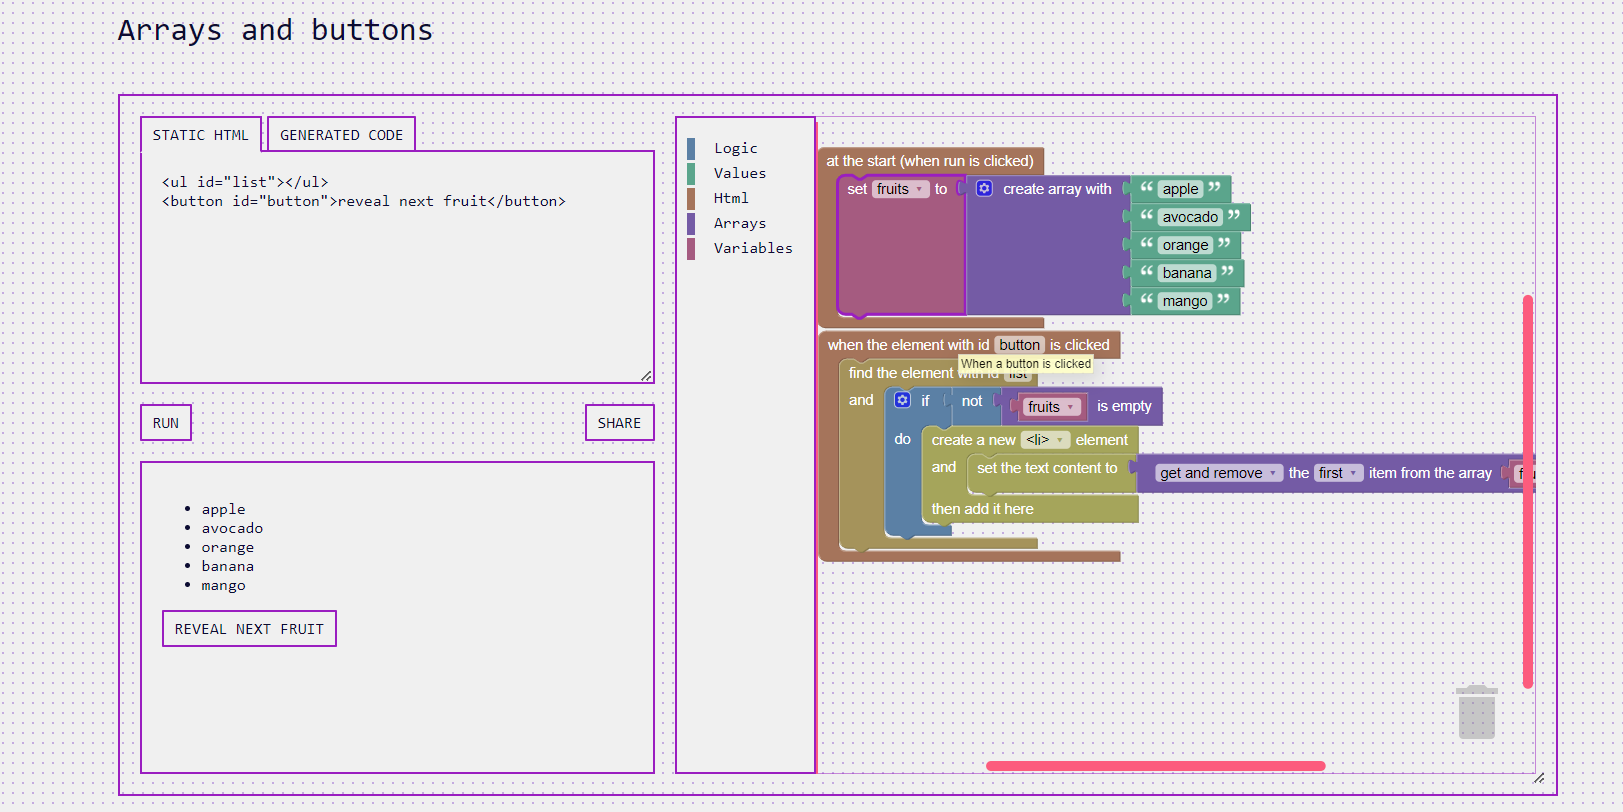 Arrays and buttons
STATIC HTML
GENERATED CODE
<ul id="list"></ul>
<button id="button">reveal next fruit</button>
RUN
SHARE
apple
avocado
orange
banana
mango
REVEAL NEXT FRUIT
Logic
Values
Html
Arrays
Variables
at the start (when run is clicked)
set fruits to create array with “ apple ”
“ avocado ”
“ orange ”
“ banana ”
“ mango ”
when the element with id button is clicked
When a button is clicked
find the element with id list
and if not fruits is empty
do create a new <li> element
and set the text content to get and remove the first item from the array
then add it here